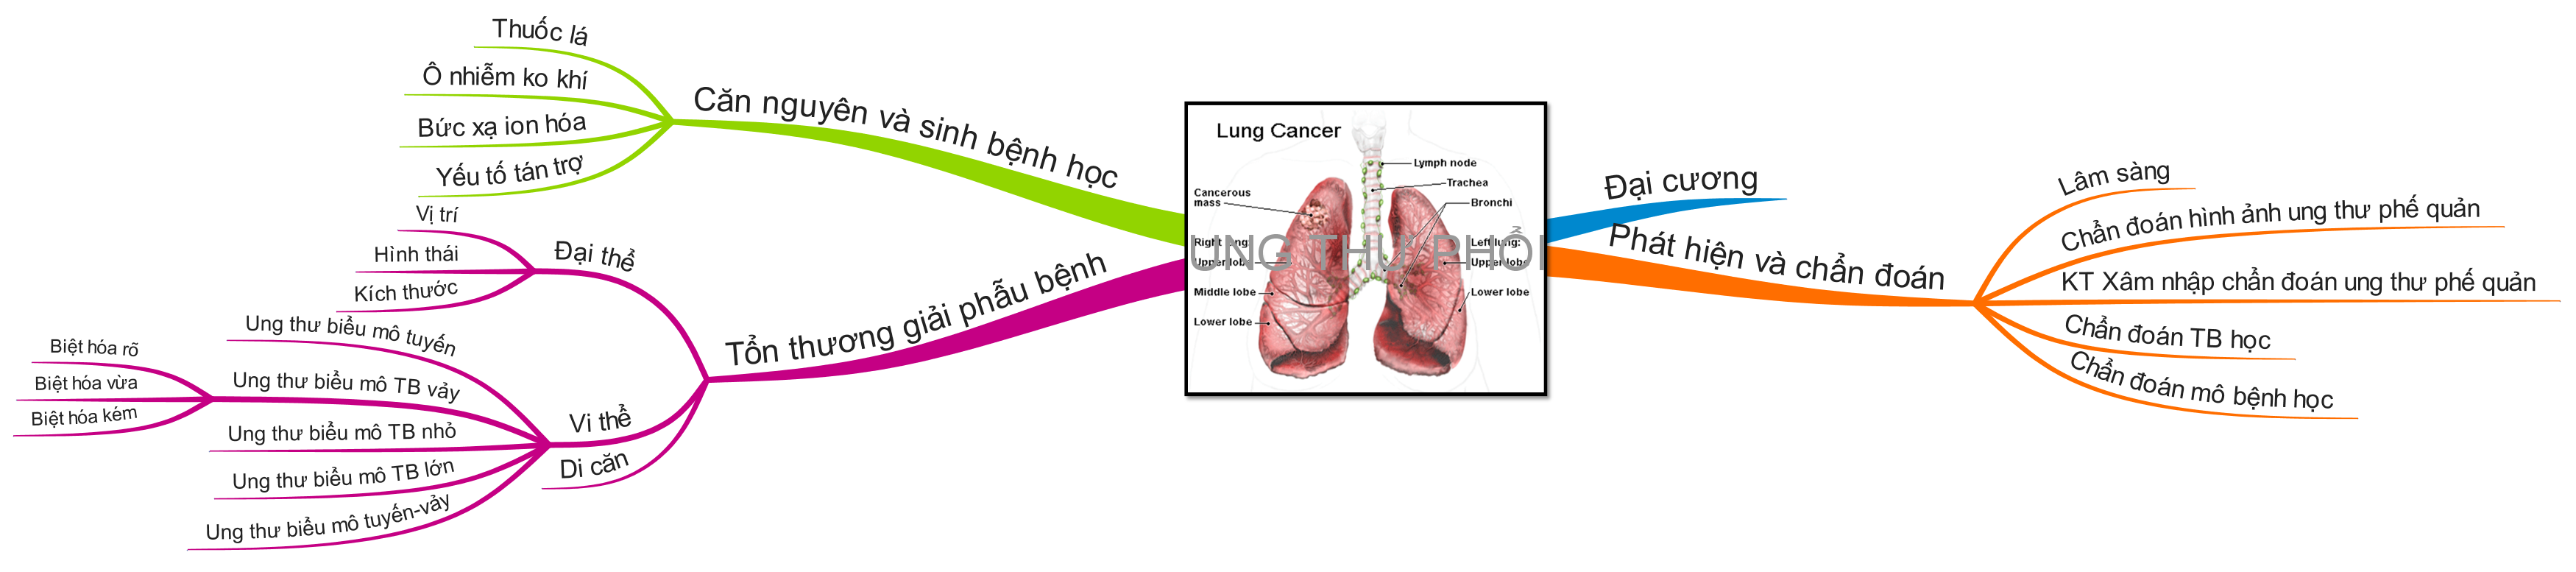 Thuốc lá
Ô nhiễm ko khí
Bức xạ ion hóa
Yếu tố tán trợ
Căn nguyên và sinh bệnh học
Vị trí
Hình thái
Kích thước
Đại thể
Ung thư biểu mô tuyến
Biệt hóa rõ
Biệt hóa vừa
Biệt hóa kém
Ung thư biểu mô TB vảy
Ung thư biểu mô TB nhỏ
Ung thư biểu mô TB lớn
Ung thư biểu mô tuyến-vảy
Vi thể
Di căn
Tổn thương giải phẫu bệnh
Lung Cancer
Lymph node
Trachea
Bronchi
Cancerous
mass
Right lung:
Upper lobe
Middle lobe
Lower lobe
Left lung:
Upper lobe
Lower lobe
UNG THƯ PHỔI
Đại cương
Phát hiện và chẩn đoán
Lâm sàng
Chẩn đoán hình ảnh ung thư phế quản
KT Xâm nhập chẩn đoán ung thư phế quản
Chẩn đoán TB học
Chẩn đoán mô bệnh học